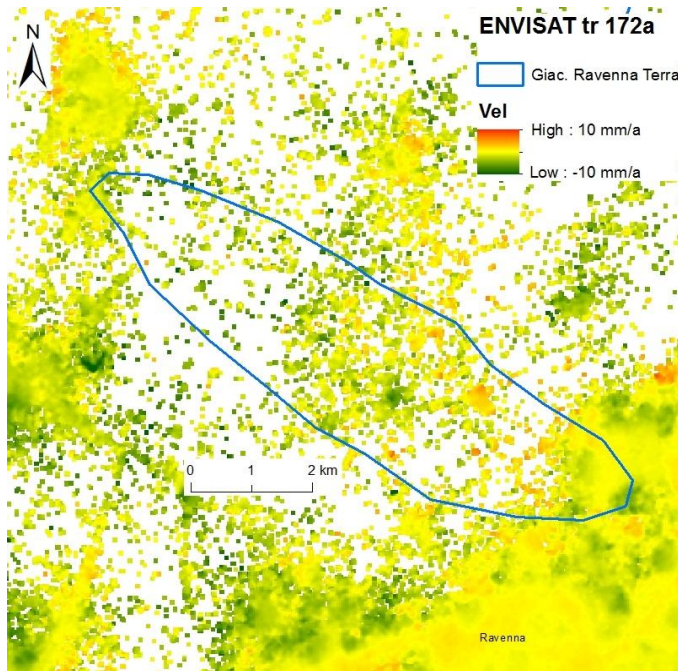 ENVISAT tr 172a
N
Giac. Ravenna Terra
Vel
High : 10 mm/a
Low : -10 mm/a
0 1 2 km
Ravenna